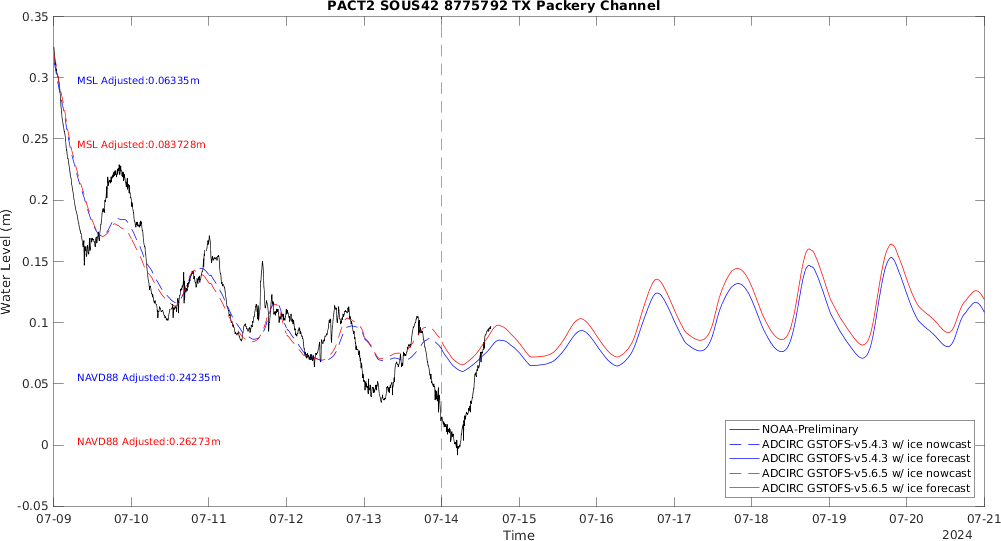 PACT2 SOUS42 8775792 TX Packery Channel
0.35
0.3
0.25
0.2
0.15
0.1
0.05
0
-0.05
Water Level (m)
MSL Adjusted:0.06335m
MSL Adjusted:0.083728m
NAVD88 Adjusted:0.24235m
NAVD88 Adjusted:0.26273m
NOAA-Preliminary
ADCIRC GSTOFS-v5.4.3 w/ ice nowcast
ADCIRC GSTOFS-v5.4.3 w/ ice forecast
ADCIRC GSTOFS-v5.6.5 w/ ice nowcast
ADCIRC GSTOFS-v5.6.5 w/ ice forecast
07-09 07-10 07-11 07-12 07-13 07-14 07-15 07-16 07-17 07-18 07-19 07-20 07-21
Time
2024